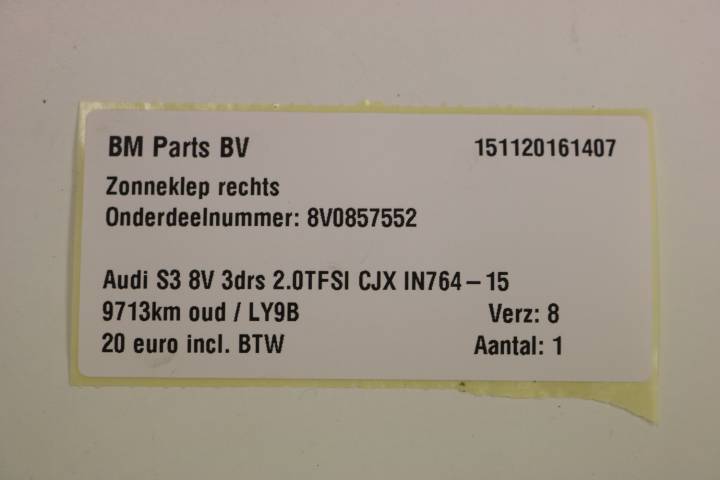 BM Parts BV 151120161407
Zonneklep rechts
Onderdeelnummer: 8V0857552
Audi S3 8V 3drs 2.0TFSI CJX IN764-15
9713km oud / LY9B Verz: 8
20 euro incl. BTW Aantal: 1